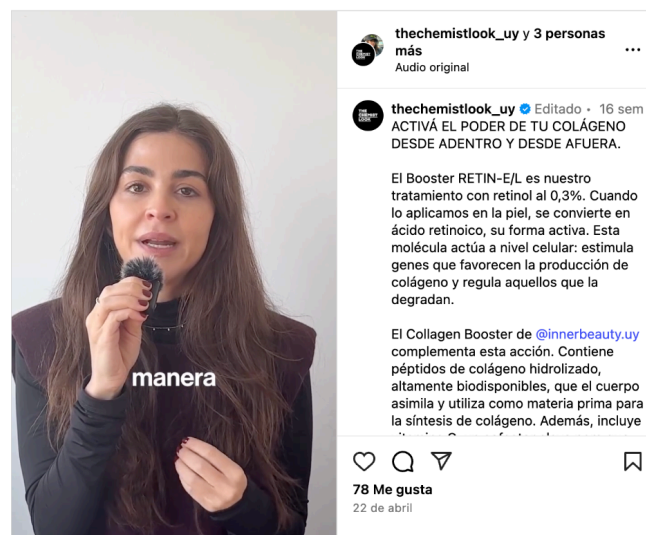 manera
thechemistlook_uy y 3 personas
más
Audio original
THE
CHEMIST
LOOK
thechemistlook_uy Editado • 16 sem
ACTIVÁ EL PODER DE TU COLÁGENO
DESDE ADENTRO Y DESDE AFUERA.
El Booster RETIN-E/L es nuestro
tratamiento con retinol al 0,3%. Cuando
lo aplicamos en la piel, se convierte en
ácido retinoico, su forma activa. Esta
molécula actúa a nivel celular: estimula
genes que favorecen la producción de
colágeno y regula aquellos que la
degradan.
El Collagen Booster de @innerbeauty.uy
complementa esta acción. Contiene
péptidos de colágeno hidrolizado,
altamente biodisponibles, que el cuerpo
asimila y utiliza como materia prima para
la síntesis de colágeno. Además, incluye
78 Me gusta
22 de abril